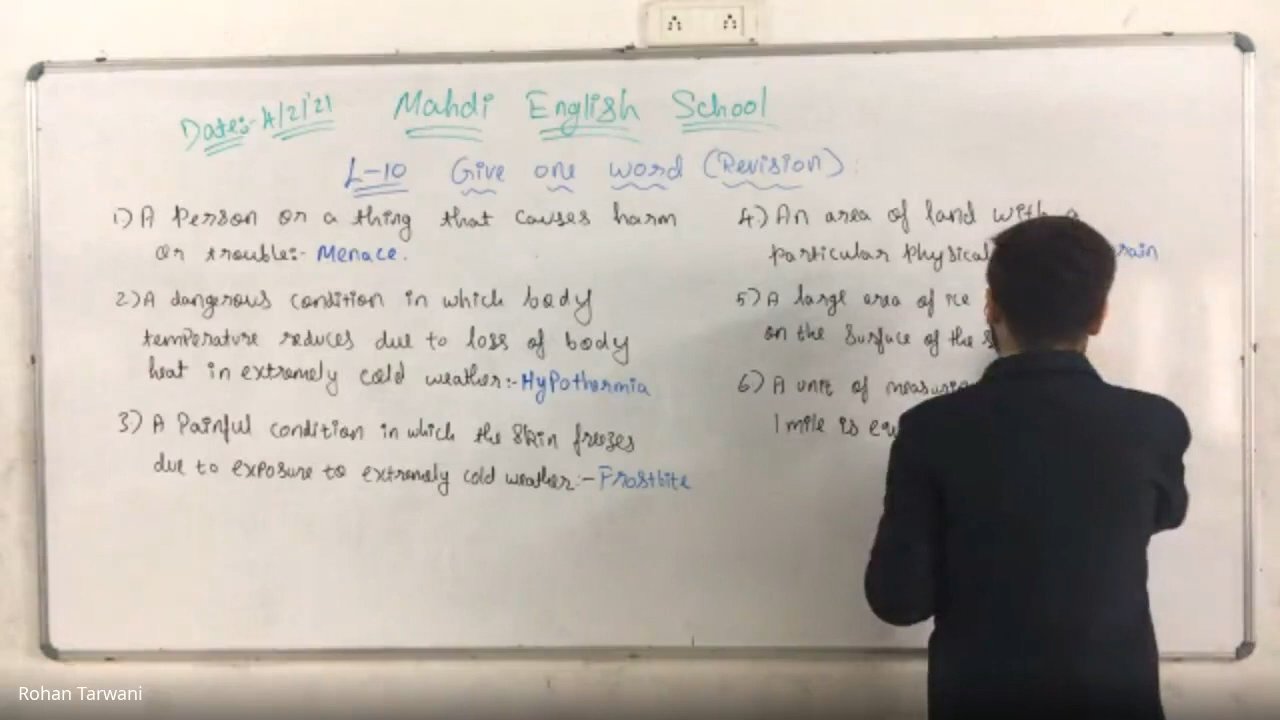 Date:- 4/2/'21
Mahdi English School
L-10 Give one word (Revision):
1) A Person or a thing that causes harm
or trouble:- Menace.
2) A dangerous condition in which body
temperature reduces due to loss of body
heat in extremely cold weather:- Hypothermia
3) A Painful condition in which the Skin freezes
due to exposure to extremely cold weather:- Frostbite
4.) An area of land with a
particular Physical rain
5) A large area of ice
on the Surface of the
6) A unit of
1 mile is
Rohan Tarwani